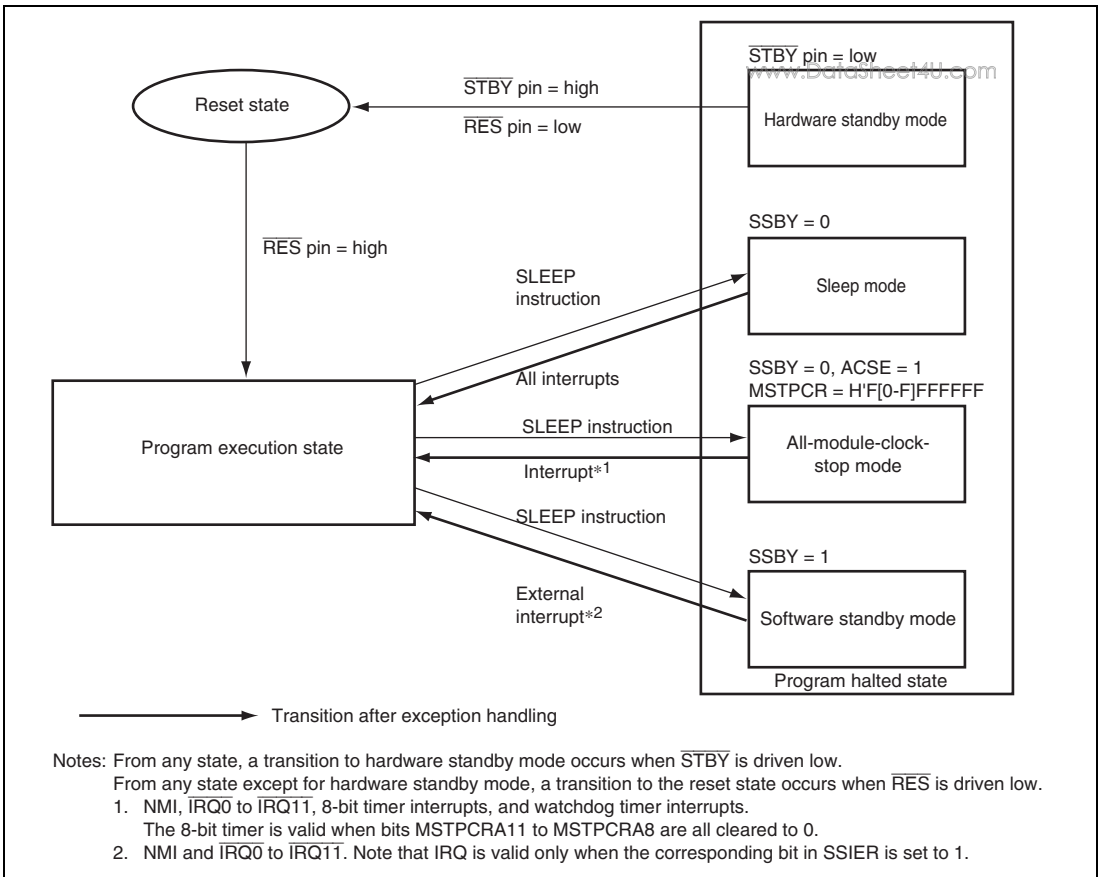 STBY pin = low
www.DataSheet4U.com
Reset state
STBY pin = high
RES pin = low
Hardware standby mode
RES pin = high
SSBY = 0
SLEEP
instruction
Sleep mode
All interrupts
SSBY = 0, ACSE = 1
MSTPCR = H'F[0-F]FFFFFF
Program execution state
SLEEP instruction
All-module-clock-
stop mode
Interrupt*1
SLEEP instruction
SSBY = 1
External
interrupt*2
Software standby mode
Program halted state
Transition after exception handling
Notes: From any state, a transition to hardware standby mode occurs when STBY is driven low.
From any state except for hardware standby mode, a transition to the reset state occurs when RES is driven low.
1. NMI, IRQ0 to IRQ11, 8-bit timer interrupts, and watchdog timer interrupts.
The 8-bit timer is valid when bits MSTPCRA11 to MSTPCRA8 are all cleared to 0.
2. NMI and IRQ0 to IRQ11. Note that IRQ is valid only when the corresponding bit in SSIER is set to 1.